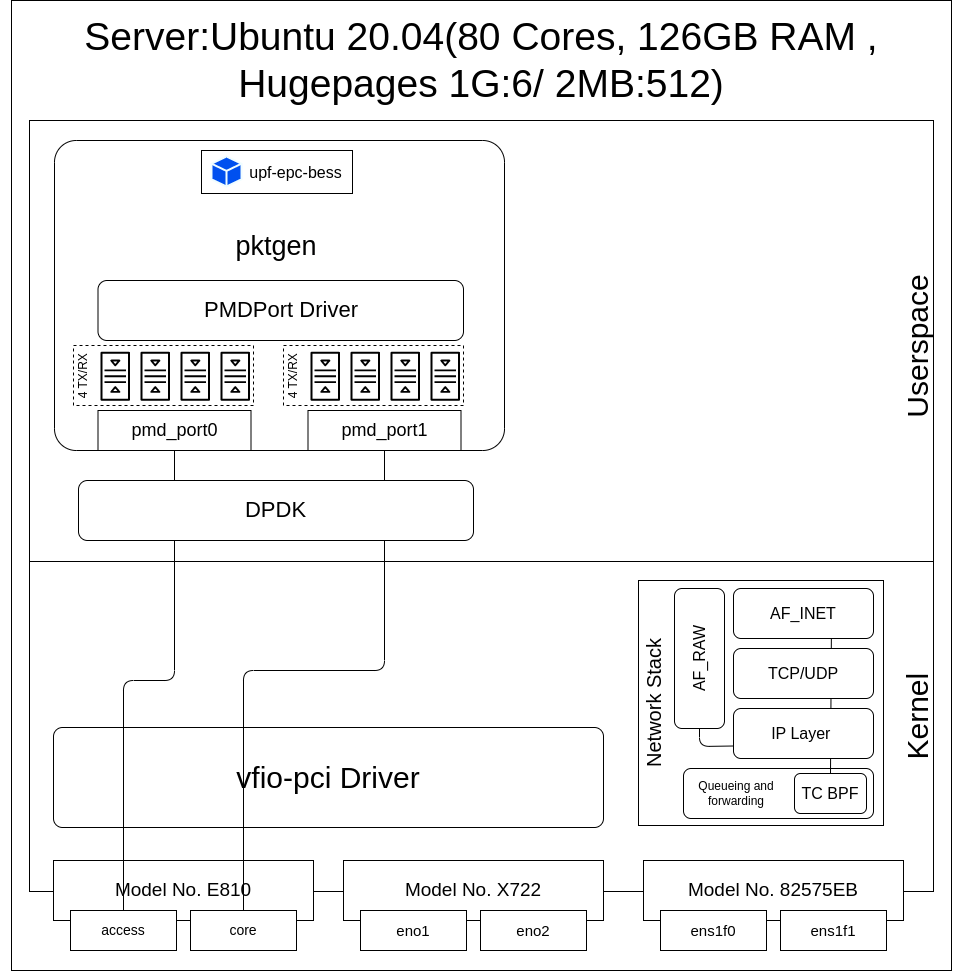 Server:Ubuntu 20.04(80 Cores, 126GB RAM ,
Hugepages 1G:6/ 2MB:512)
upf-epc-bess
pktgen
PMDPort Driver
4 TX/RX
4 TX/RX
pmd_port0
pmd_port1
DPDK
Userspace
Network Stack
AF_RAW
AF_INET
TCP/UDP
IP Layer
Queueing and
forwarding
TC BPF
Kernel
vfio-pci Driver
Model No. E810
Model No. X722
Model No. 82575EB
access
core
eno1
eno2
ens1f0
ens1f1